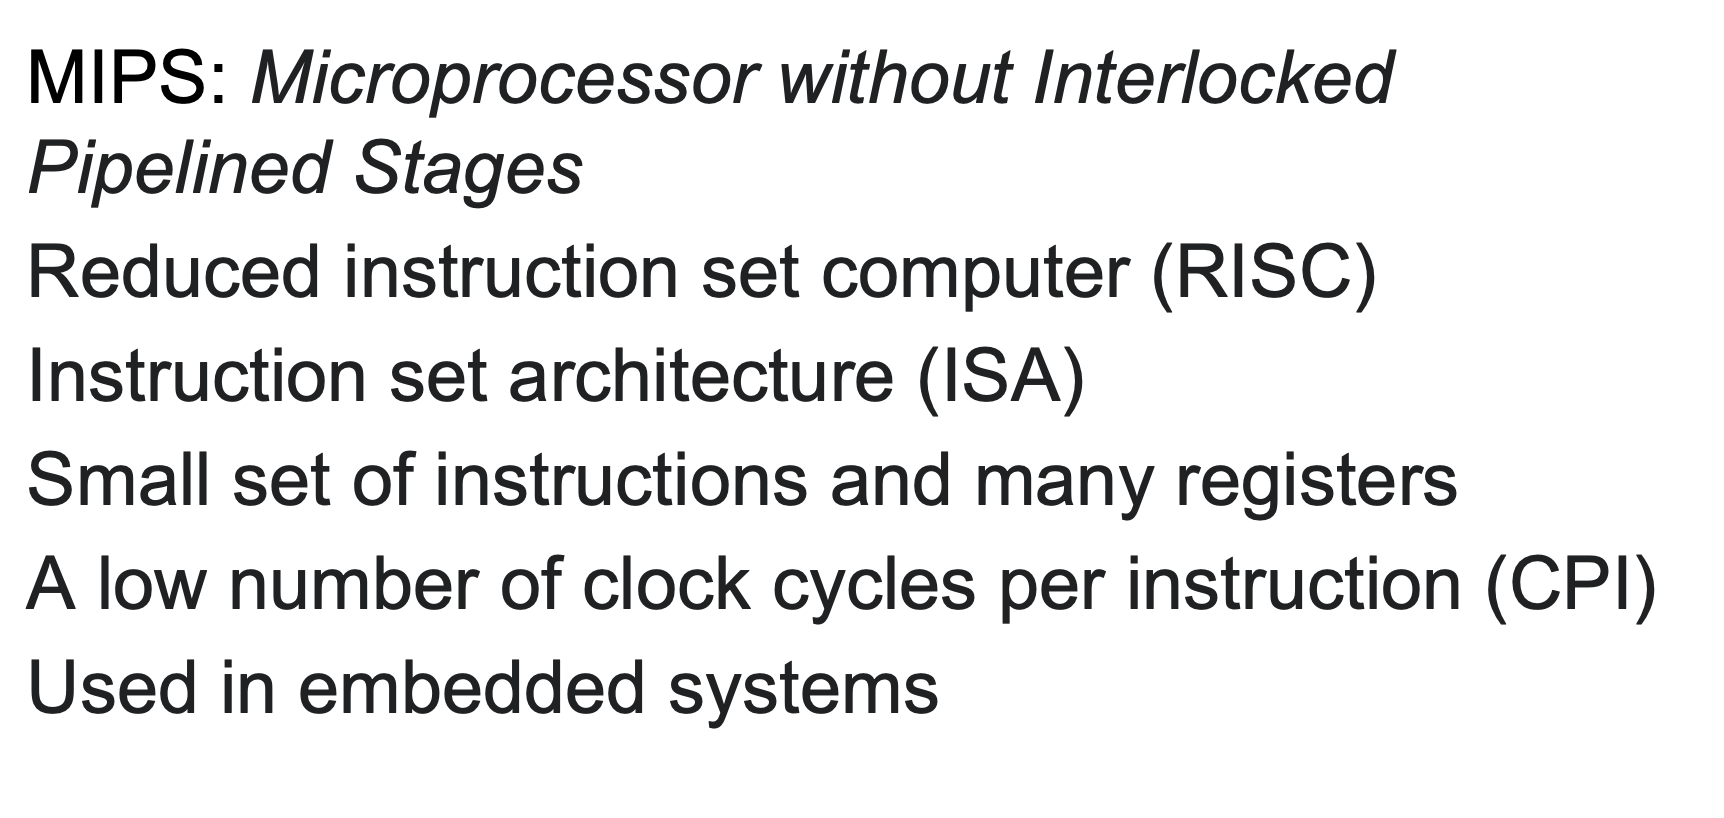 MIPS: Microprocessor without Interlocked
Pipelined Stages
Reduced instruction set computer (RISC)
Instruction set architecture (ISA)
Small set of instructions and many registers
A low number of clock cycles per instruction (CPI)
Used in embedded systems